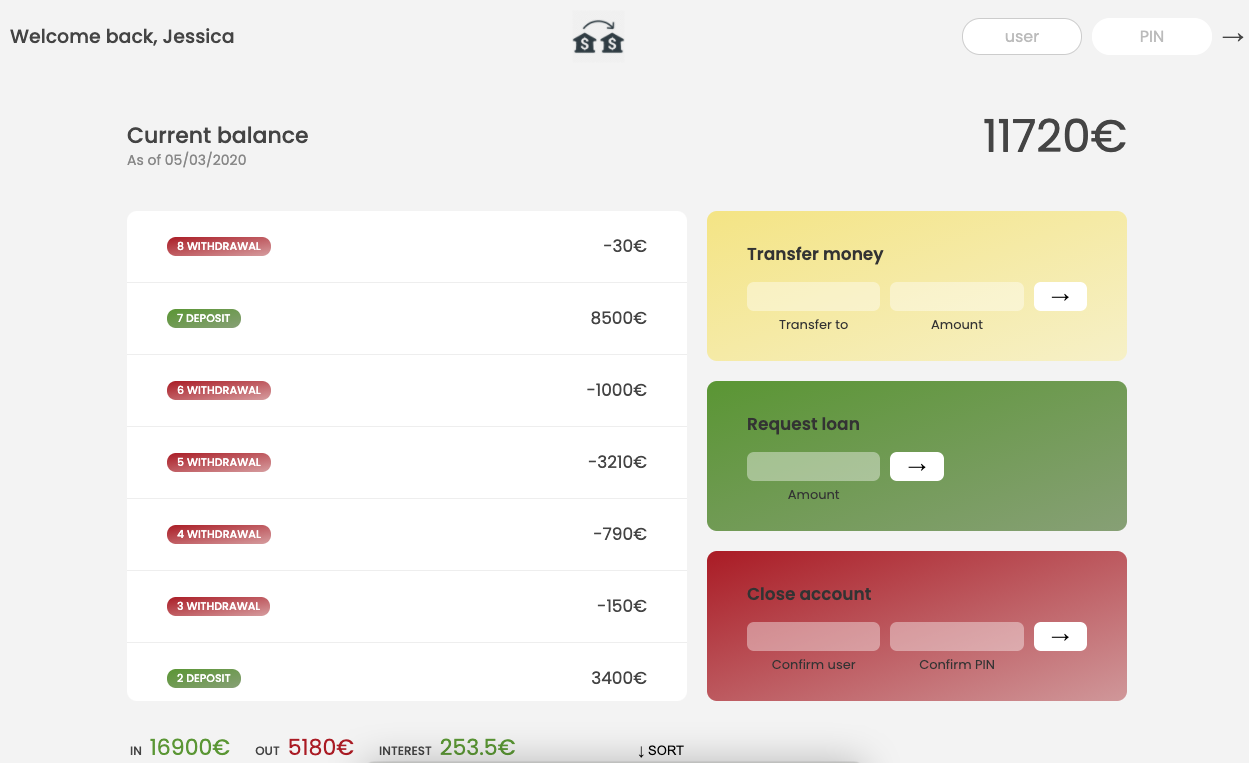 Welcome back, Jessica
$ $
user PIN →
Current balance 11720€
As of 05/03/2020
8 WITHDRAWAL -30€
7 DEPOSIT 8500€
6 WITHDRAWAL -1000€
5 WITHDRAWAL -3210€
4 WITHDRAWAL -790€
3 WITHDRAWAL -150€
2 DEPOSIT 3400€
Transfer money
→
Transfer to Amount
Request loan
→
Amount
Close account
→
Confirm user Confirm PIN
IN 16900€ OUT 5180€ INTEREST 253.5€ ↓ SORT